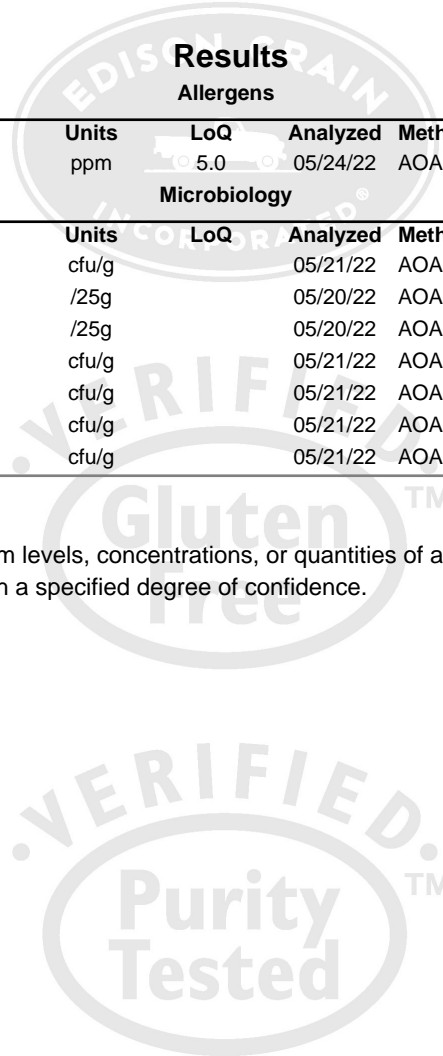 Results
Allergens
Units LoQ Analyzed Meth
ppm 5.0 05/24/22 AOA
Microbiology
Units LoQ Analyzed Meth
cfu/g 05/21/22 AOA
/25g 05/20/22 AOA
/25g 05/20/22 AOA
cfu/g 05/21/22 AOA
cfu/g 05/21/22 AOA
cfu/g 05/21/22 AOA
cfu/g 05/21/22 AOA
m levels, concentrations, or quantities of a
n a specified degree of confidence.
EDISON GRAIN
INCORPORATED®
·VERIFIED·
Gluten
Free
TM
·VERIFIED·
Purity
Tested
TM